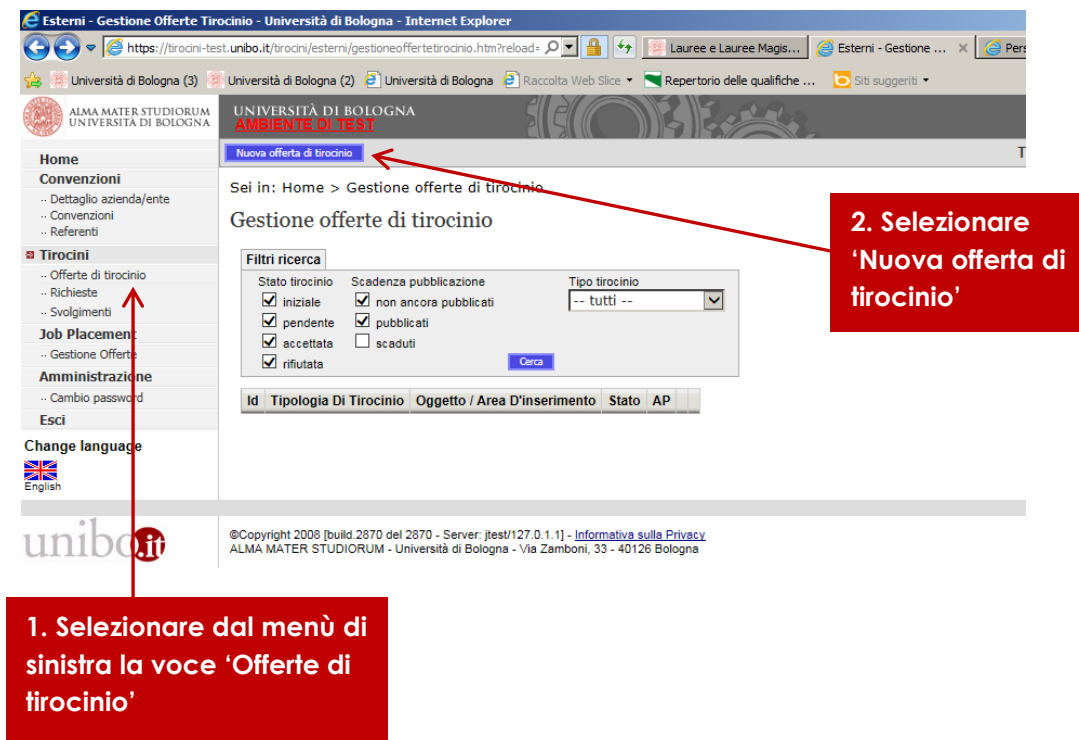 Esterni - Gestione Offerte Tirocinio - Università di Bologna - Internet Explorer
https://tirocini-test.unibo.it/tirocini/esterni/gestioneoffertetirocinio.htm?reload=
Lauree e Lauree Magis...
Esterni - Gestione ...
Pers
Università di Bologna (3)
Università di Bologna (2)
Università di Bologna
Raccolta Web Slice
Repertorio delle qualifiche ...
Siti suggeriti
ALMA MATER STUDIORUM
UNIVERSITÀ DI BOLOGNA
UNIVERSITÀ DI BOLOGNA
AMBIENTE DI TEST
Nuova offerta di tirocinio
T
Home
Convenzioni
Dettaglio azienda/ente
Convenzioni
Referenti
Tirocini
Offerte di tirocinio
Richieste
Svolgimenti
Job Placement
Gestione Offerte
Amministrazione
Cambio password
Esci
Change language
English
Sei in: Home > Gestione offerte di tirocinio
Gestione offerte di tirocinio
Filtri ricerca
Stato tirocinio Scadenza pubblicazione Tipo tirocinio
iniziale non ancora pubblicati -- tutti --
pendente pubblicati
accettata scaduti
rifiutata Cerca
Id Tipologia Di Tirocinio Oggetto / Area D'inserimento Stato AP
2. Selezionare
‘Nuova offerta di
tirocinio’
unibo.it
©Copyright 2008 [build.2870 del 2870 - Server: jtest/127.0.1.1] - Informativa sulla Privacy
ALMA MATER STUDIORUM - Università di Bologna - Via Zamboni, 33 - 40126 Bologna
1. Selezionare dal menù di
sinistra la voce ‘Offerte di
tirocinio’